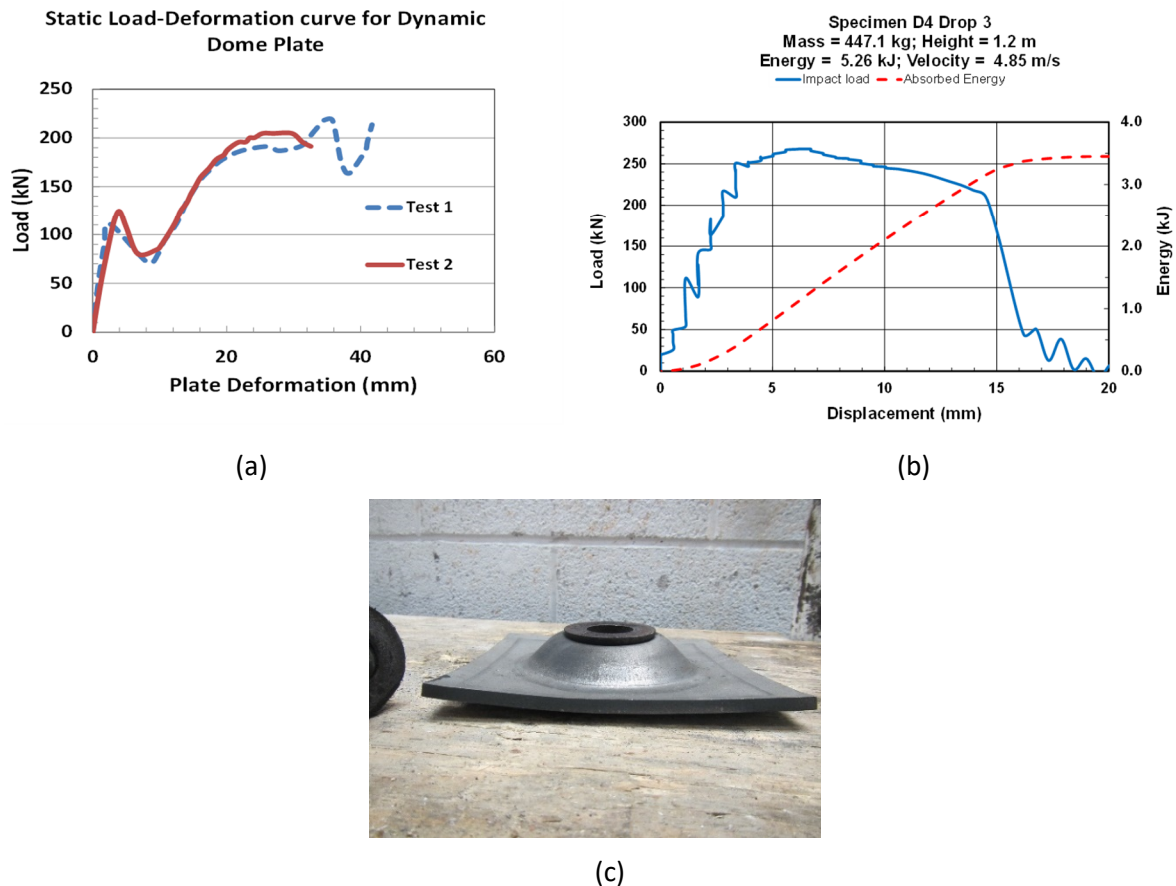 Static Load-Deformation curve for Dynamic
Dome Plate
250
200
150
100
50
0
Load (kN)
Test 1
Test 2
0 20 40 60
Plate Deformation (mm)
(a)
Specimen D4 Drop 3
Mass = 447.1 kg; Height = 1.2 m
Energy = 5.26 kJ; Velocity = 4.85 m/s
Impact load Absorbed Energy
300
250
200
150
100
50
0
Load (kN)
4.0
3.0
2.0
1.0
0.0
Energy (kJ)
0 5 10 15 20
Displacement (mm)
(b)
(c)